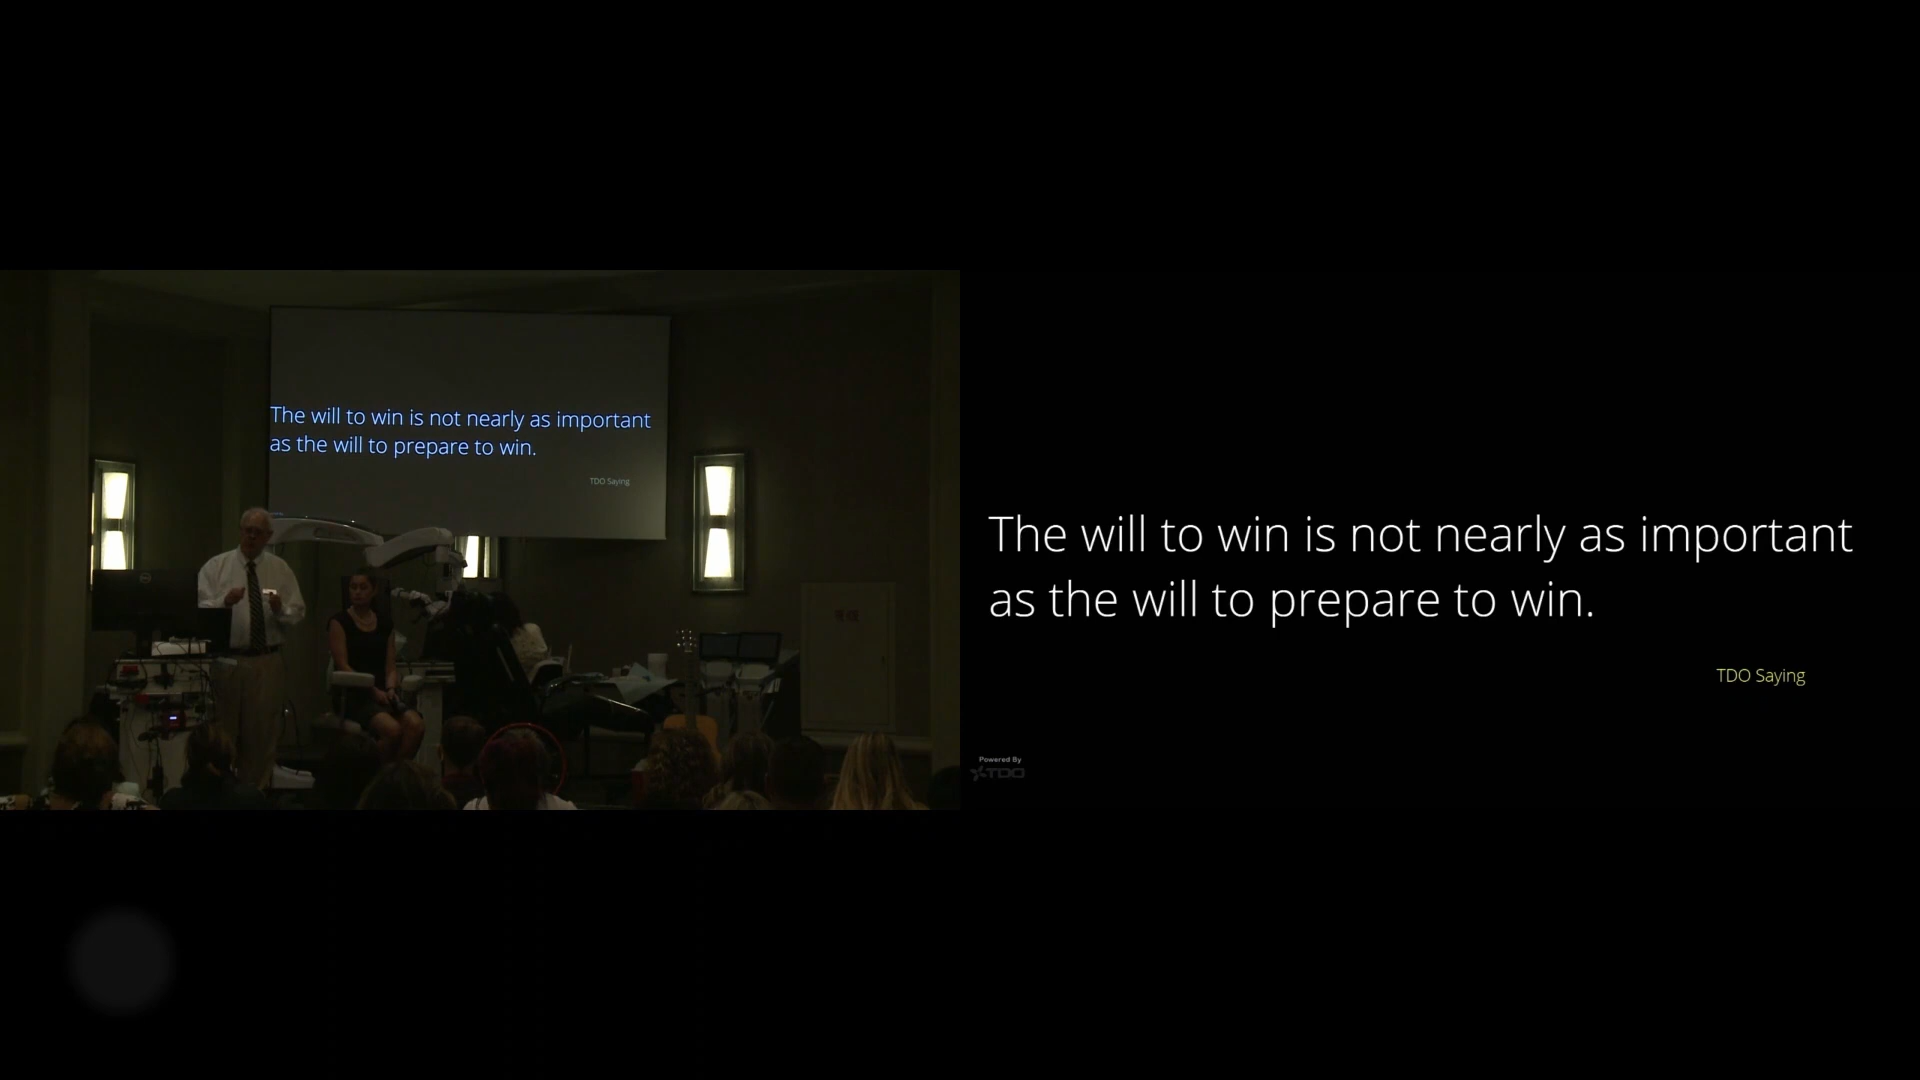 The will to win is not nearly as important
as the will to prepare to win.
TDO Saying
The will to win is not nearly as important
as the will to prepare to win.
TDO Saying
Powered By
TDO